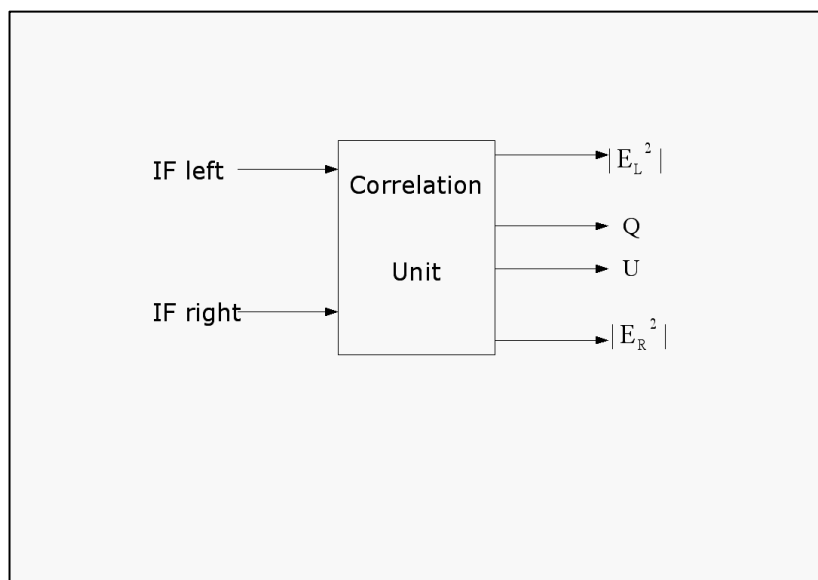 IF left
IF right
Correlation
Unit
|E_L^2|
Q
U
|E_R^2|